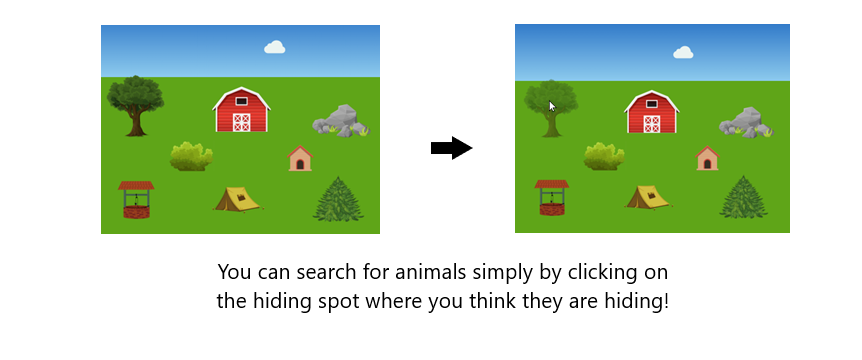 You can search for animals simply by clicking on
the hiding spot where you think they are hiding!